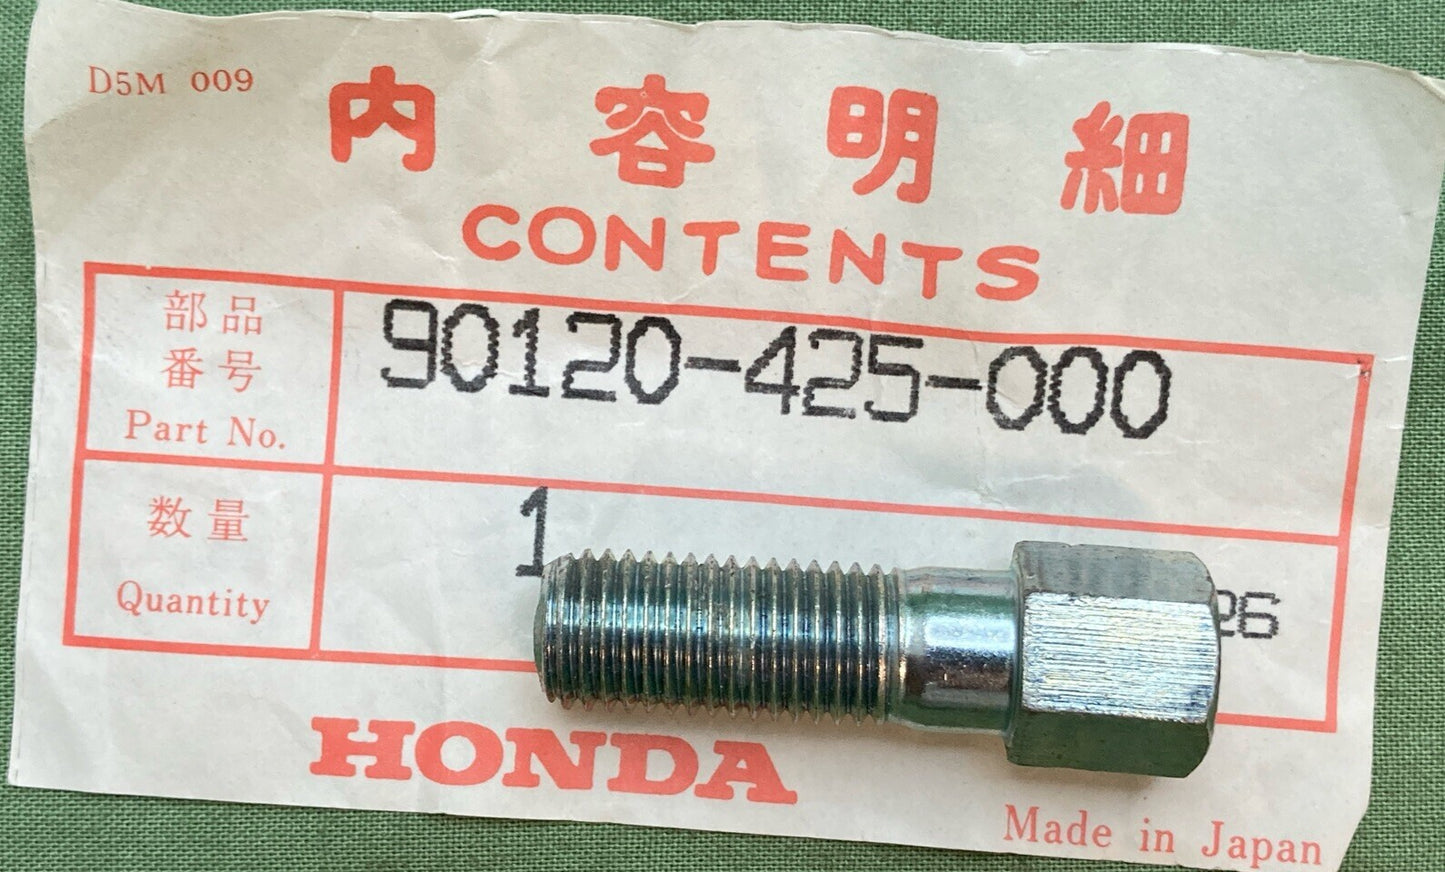 D5M 009
内容明細
CONTENTS
部品
番号
Part No.
90120-425-000
数量
Quantity
1
26
HONDA
Made in Japan